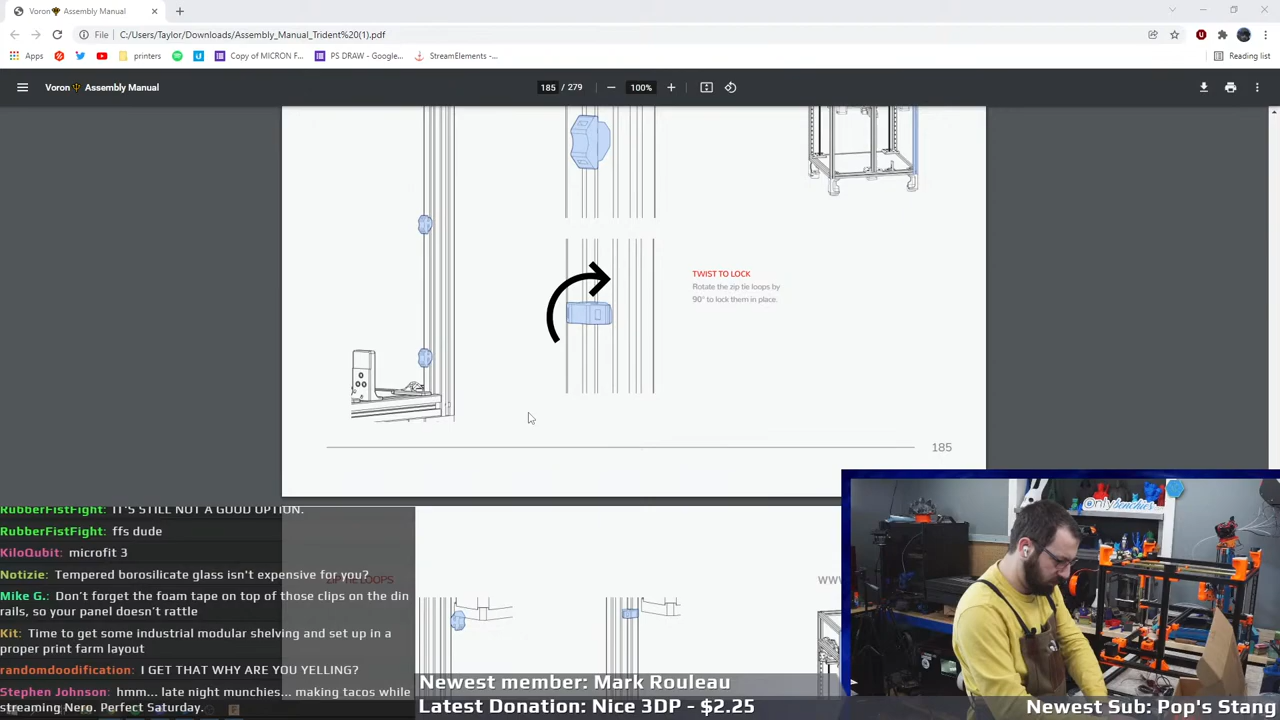 Voron Assembly Manual
File
C:/Users/Taylor/Downloads/Assembly_Manual_Trident%20(1).pdf
Apps
printers
Copy of MICRON F...
PS DRAW - Google...
StreamElements -...
Reading list
Voron Assembly Manual
185 / 279
100%
TWIST TO LOCK
Rotate the zip tie loops by
90° to lock them in place.
185
ZIP TIE LOOPS
@only benchies
RubberFistFight: IT'S STILL NOT A GOOD OPTION.
RubberFistFight: ffs dude
KiloQubit: microfit 3
Notizie: Tempered borosilicate glass isn't expensive for you?
Mike G.: Don't forget the foam tape on top of those clips on the din
rails, so your panel doesn't rattle
Kit: Time to get some industrial modular shelving and set up in a
proper print farm layout
randomdoodification: I GET THAT WHY ARE YOU YELLING?
Stephen Johnson: hmm... late night munchies... making tacos while
streaming Nero. Perfect Saturday.
Newest member: Mark Rouleau
Latest Donation: Nice 3DP - $2.25
Newest Sub: Pop's Stang